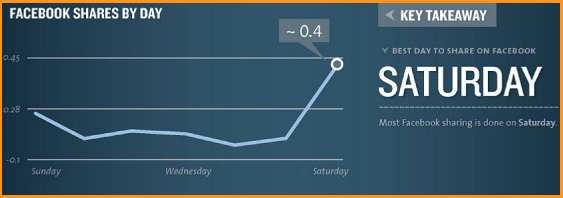 FACEBOOK SHARES BY DAY
~ 0.4
0.45
0.28
-0.1
Sunday
Wednesday
Saturday
KEY TAKEAWAY
BEST DAY TO SHARE ON FACEBOOK
SATURDAY
Most Facebook sharing is done on Saturday.